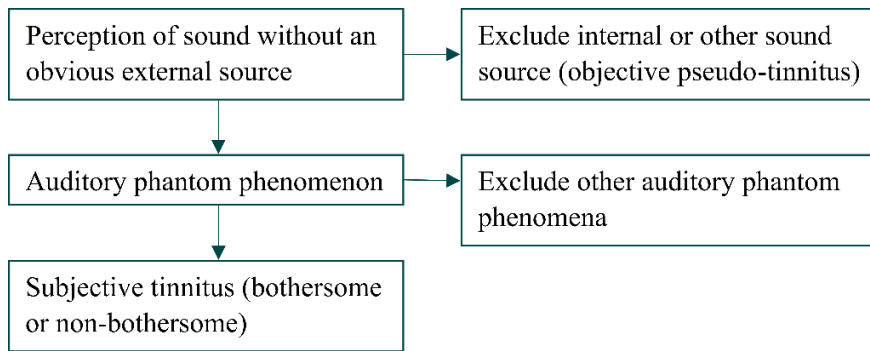 Perception of sound without an
obvious external source
Exclude internal or other sound
source (objective pseudo-tinnitus)
Auditory phantom phenomenon
Exclude other auditory phantom
phenomena
Subjective tinnitus (bothersome
or non-bothersome)